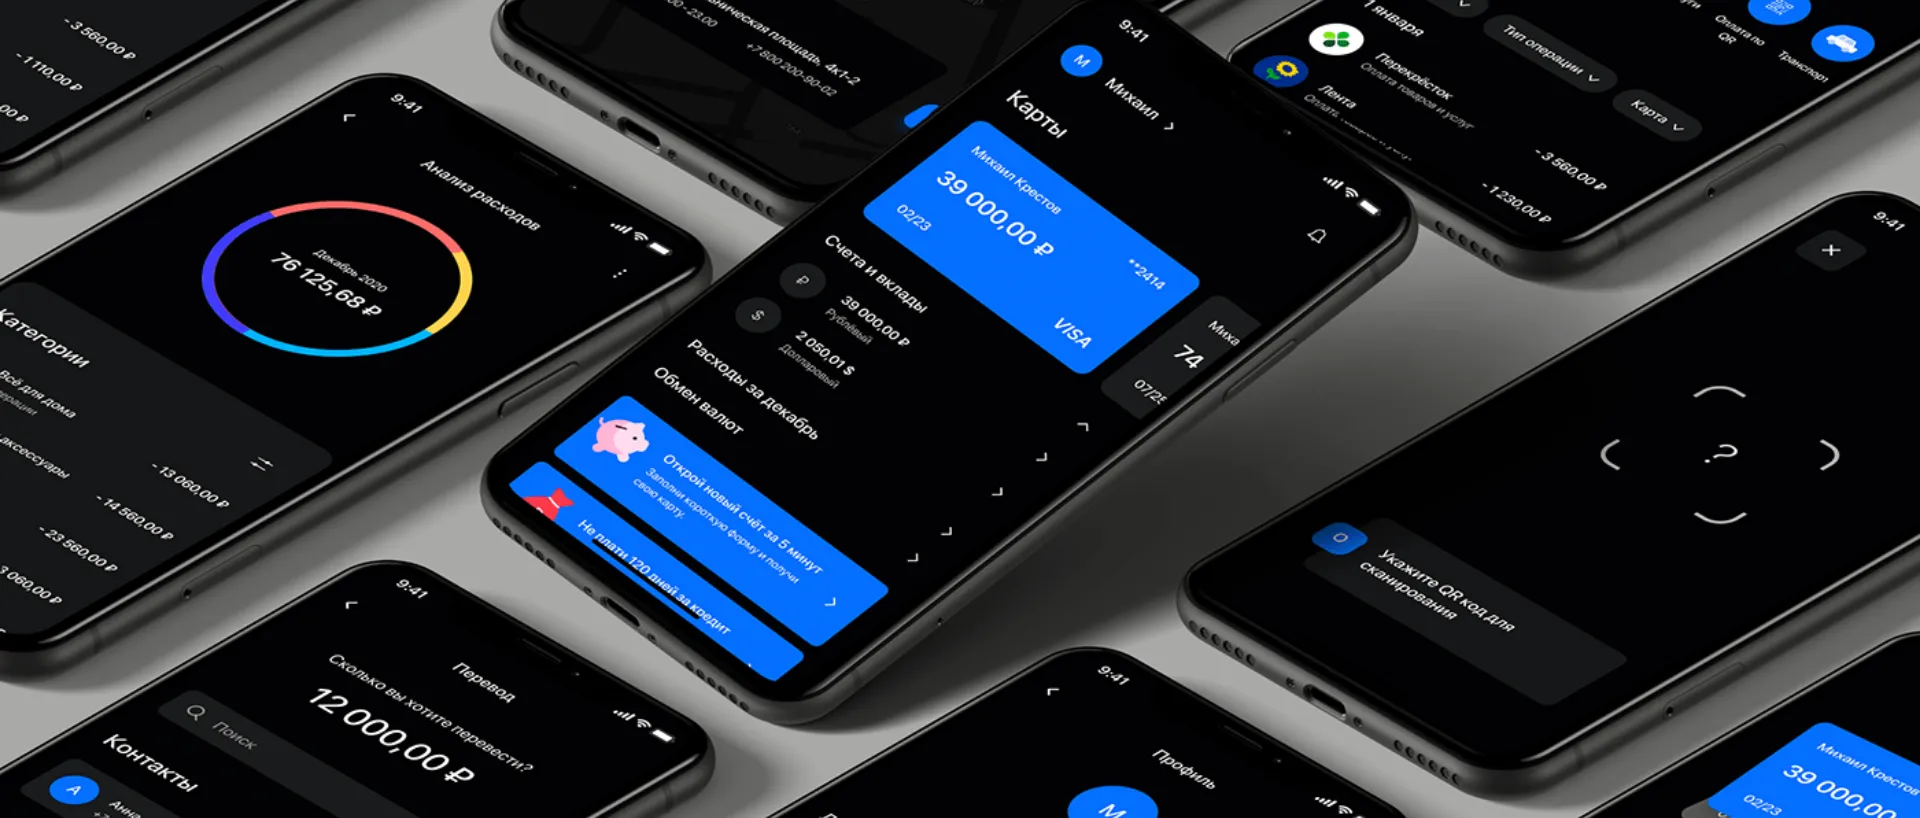 - 3 560,00 ₽
- 1 110,00 ₽
00 ₽
9:41
Анализ расходов
Декабрь 2020
76 125,68 ₽
Категории
Всё для дома
аксессуары
- 13 060,00 ₽
- 14 560,00 ₽
- 23 560,00 ₽
3 060,00 ₽
ническая площадь, 4к1-2
00 - 23.00
+7 800 200-90-02
9:41
М
Михаил
Карты
Михаил Крестов
39 000,00 ₽
02/23
**2414
VISA
Миха
74
07/25
Счета и вклады
₽
39 000,00 ₽
Рублёвый
$
2 050,01 $
Долларовый
Расходы за декабрь
Обмен валют
Открой новый счёт за 5 минут
Заполни короткую форму и получи
свою карту.
Не плати 120 дней за кредит
Оплата по
QR
Транспорт
1 января
Тип операции
Карта
Перекрёсток
Оплата товаров и услуг
Лента
- 3 560,00 ₽
- 1 230,00 ₽
9:41
?
Укажите QR код для
сканирования
9:41
Перевод
Сколько вы хотите перевести?
12 000,00 ₽
Поиск
Контакты
А
Анна
9:41
Профиль
М
Михаил Крестов
39 000,00
02/23